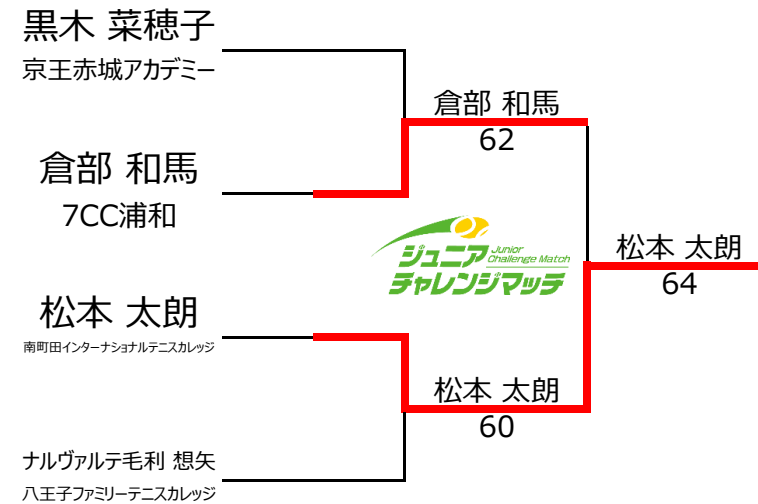 黒木 菜穂子
京王赤城アカデミー
倉部 和馬
62
倉部 和馬
7CC浦和
ジュニア Junior Challenge Match
チャレンジマッチ
松本 太朗
64
松本 太朗
南町田インターナショナルテニスカレッジ
松本 太朗
60
ナルヴァルテ毛利 想矢
八王子ファミリーテニスカレッジ